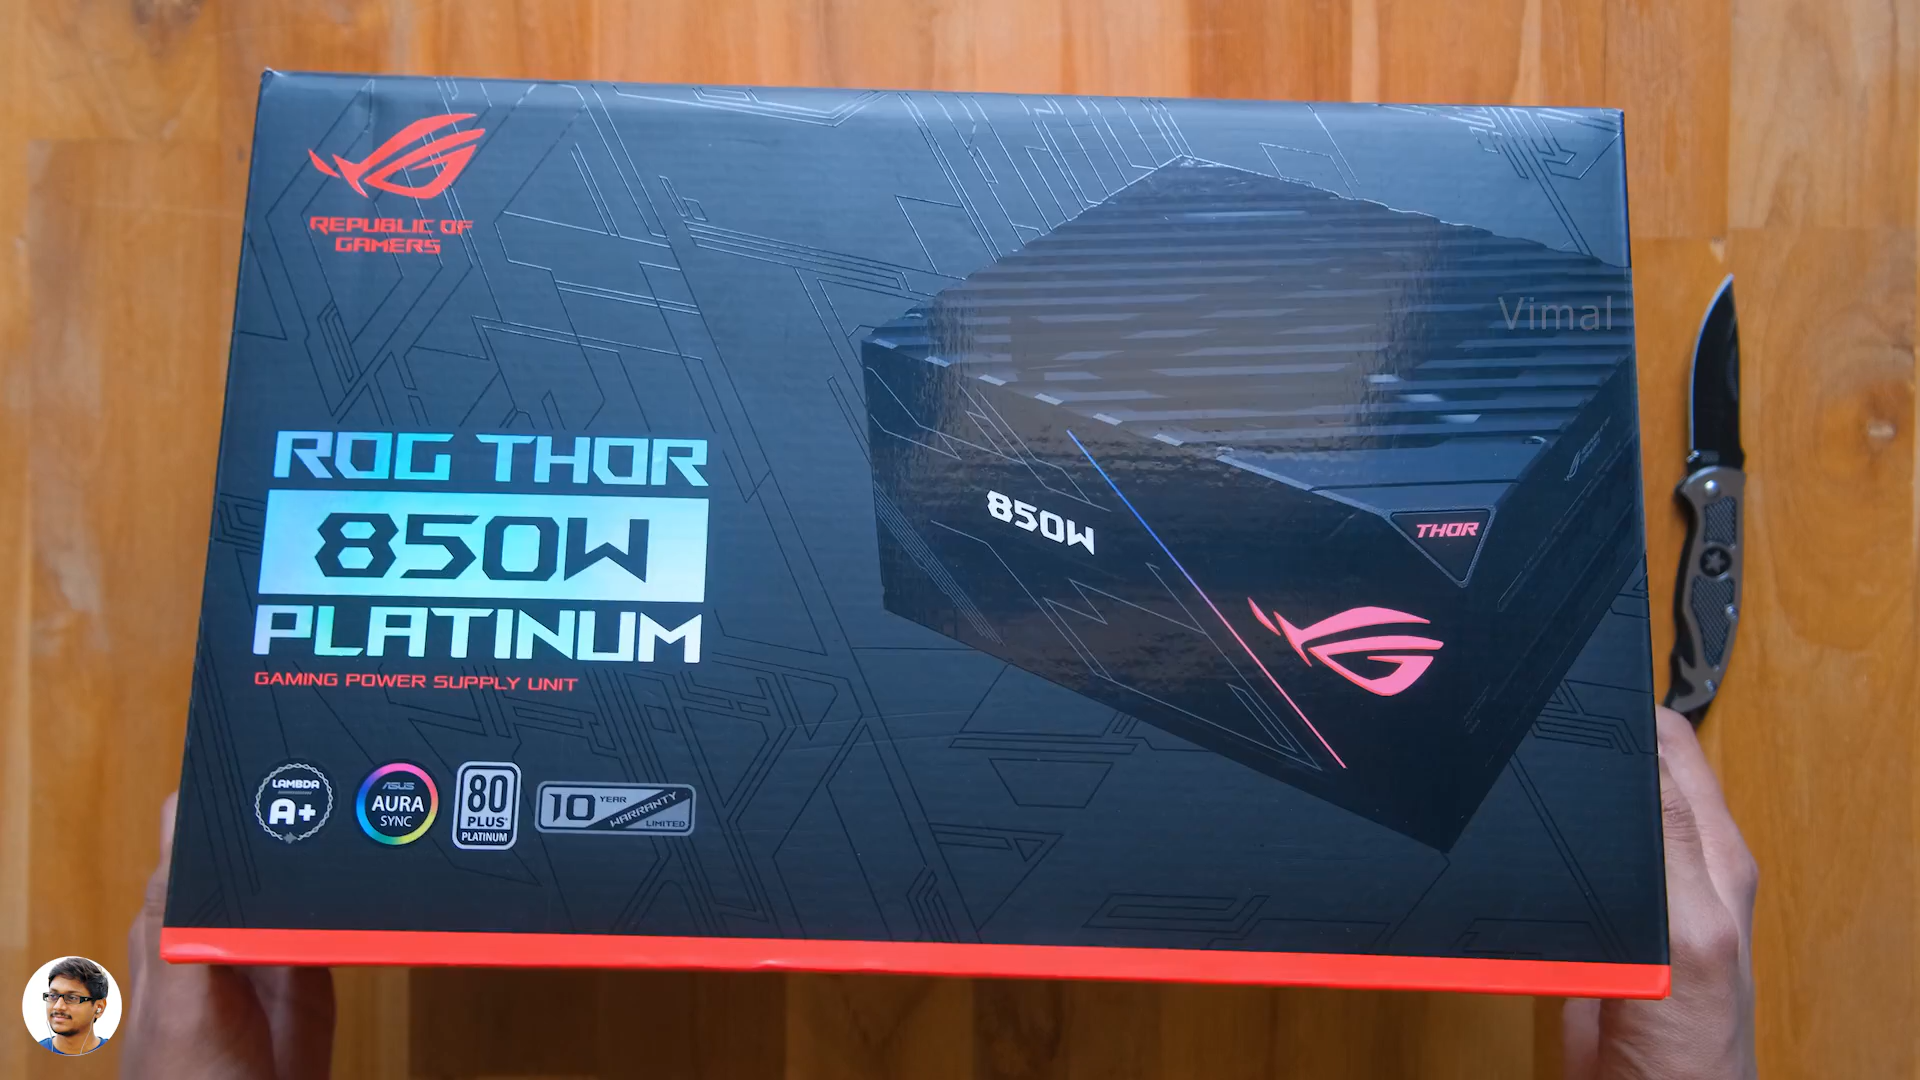 REPUBLIC OF
GAMERS
ROG THOR
850W
PLATINUM
GAMING POWER SUPPLY UNIT
LAMBDA
A+
ASUS
AURA
SYNC
80
PLUS
PLATINUM
10 YEAR
WARRANTY
LIMITED
850W
THOR
Vimal